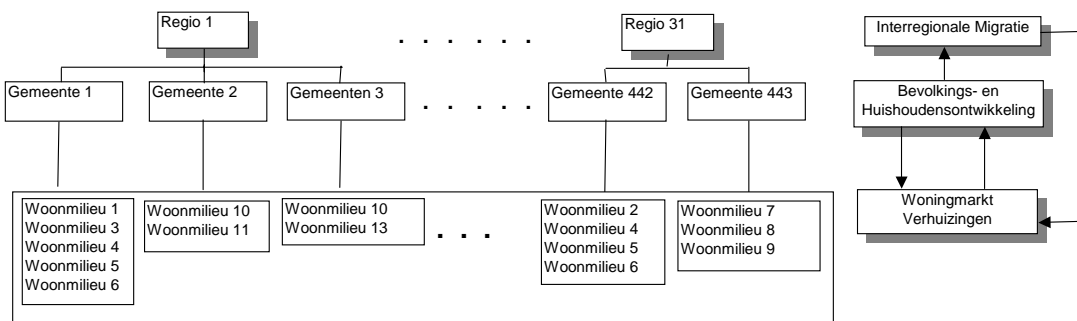 Regio 1
. . . . . .
Regio 31
Interregionale Migratie
Gemeente 1
Gemeente 2
Gemeenten 3
. . . . .
Gemeente 442
Gemeente 443
Bevolkings- en
Huishoudensontwikkeling
Woonmilieu 1
Woonmilieu 3
Woonmilieu 4
Woonmilieu 5
Woonmilieu 6
Woonmilieu 10
Woonmilieu 11
Woonmilieu 10
Woonmilieu 13
. . .
Woonmilieu 2
Woonmilieu 4
Woonmilieu 5
Woonmilieu 6
Woonmilieu 7
Woonmilieu 8
Woonmilieu 9
Woningmarkt
Verhuizingen